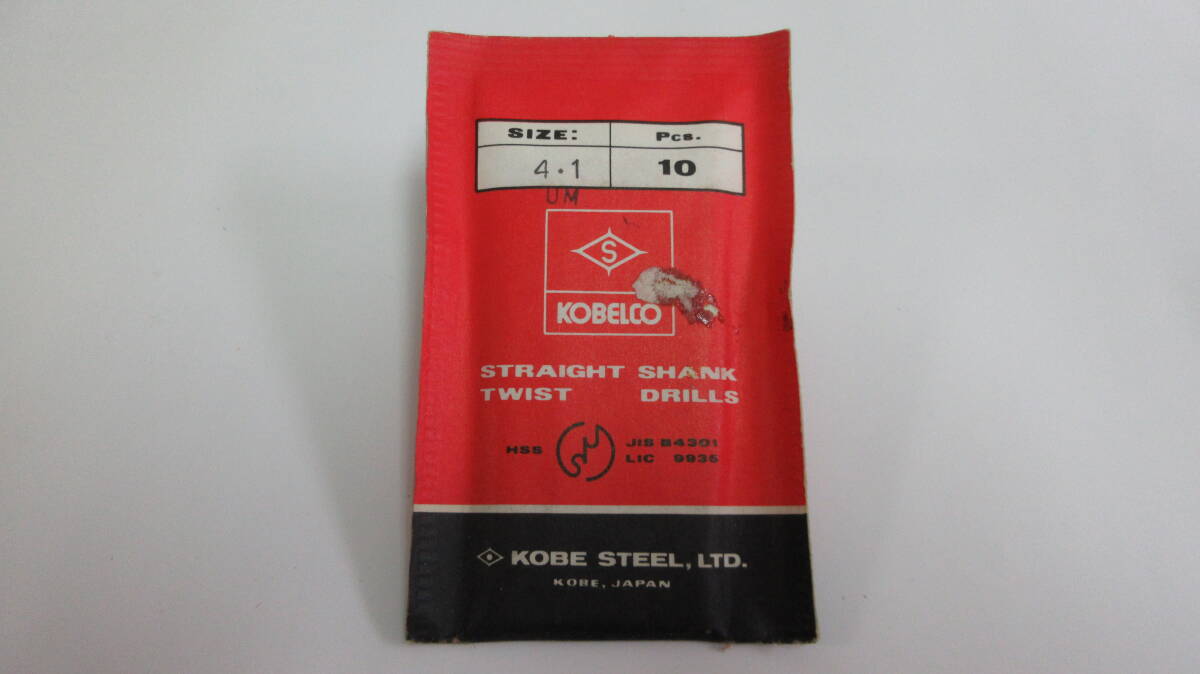 SIZE: Pcs.
4.1 10
UM
S
KOBELCO
STRAIGHT SHANK
TWIST DRILLS
HSS JIS B4301
LIC 9935
KOBE STEEL, LTD.
KOBE, JAPAN